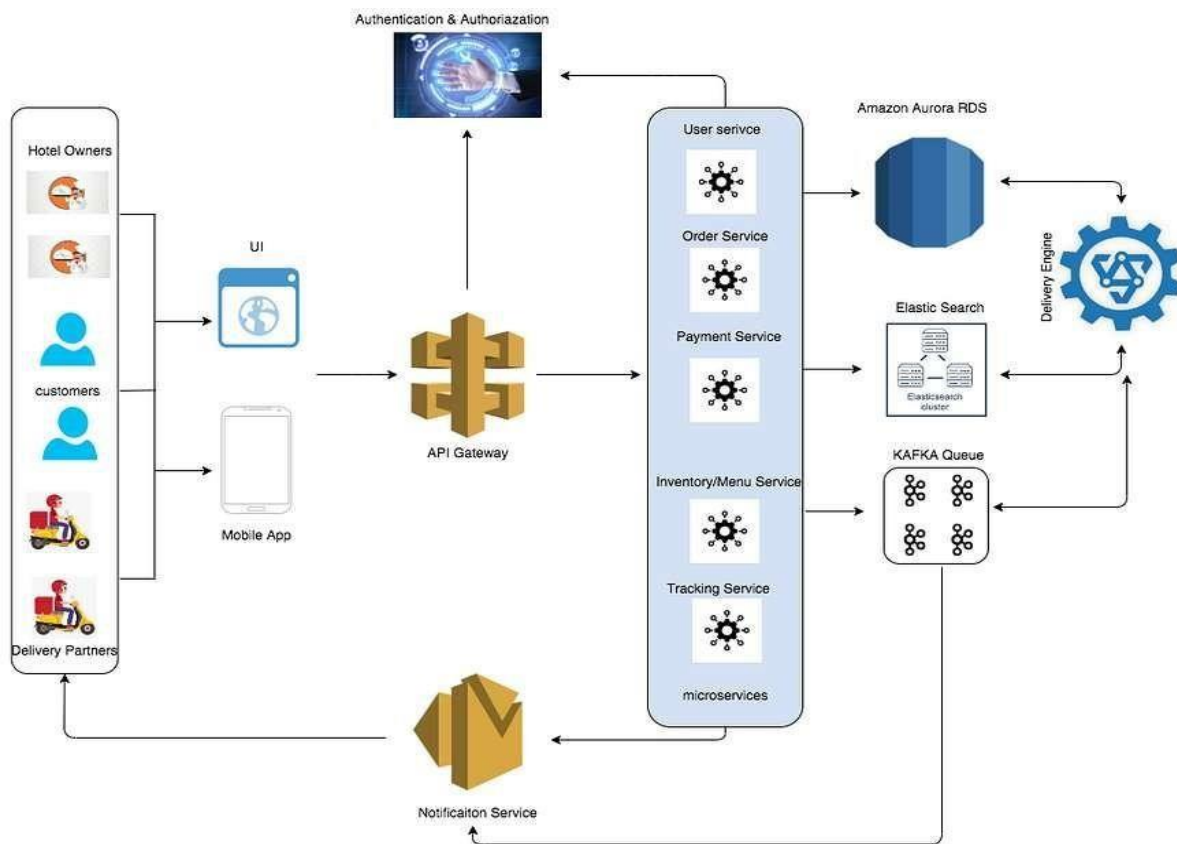 Authentication & Authoriazation
Hotel Owners
UI
customers
Mobile App
Delivery Partners
API Gateway
User serivce
Order Service
Payment Service
Inventory/Menu Service
Tracking Service
microservices
Amazon Aurora RDS
Elastic Search
Elasticsearch
cluster
KAFKA Queue
Delivery Engine
Notificaiton Service